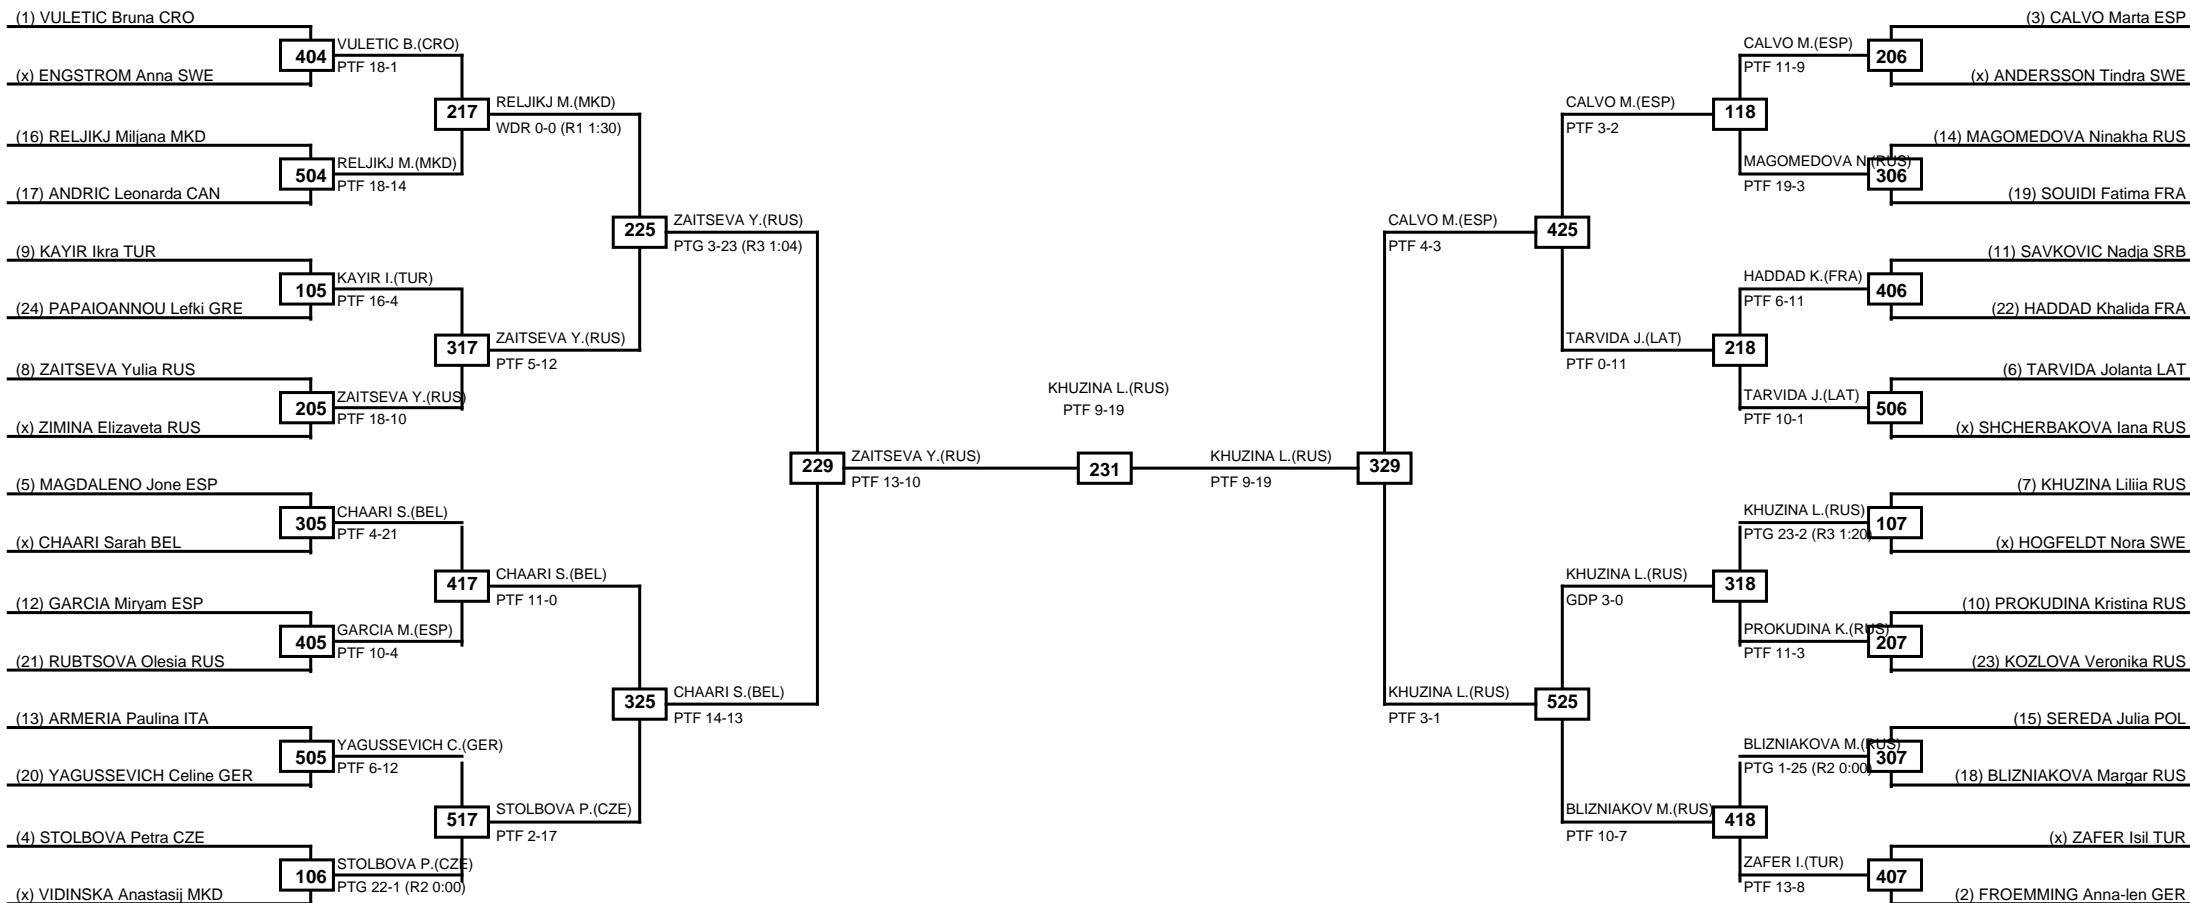 (1) VULETIC Bruna CRO
(x) ENGSTROM Anna SWE
(16) RELJIKJ Miljana MKD
(17) ANDRIC Leonarda CAN
(9) KAYIR Ikra TUR
(24) PAPAIOANNOU Lefki GRE
(8) ZAITSEVA Yulia RUS
(x) ZIMINA Elizaveta RUS
(5) MAGDALENO Jone ESP
(x) CHAARI Sarah BEL
(12) GARCIA Miryam ESP
(21) RUBTSOVA Olesia RUS
(13) ARMERIA Paulina ITA
(20) YAGUSSEVICH Celine GER
(4) STOLBOVA Petra CZE
(x) VIDINSKA Anastasij MKD
404
VULETIC B.(CRO)
PTF 18-1
504
RELJIKJ M.(MKD)
PTF 18-14
105
KAYIR I.(TUR)
PTF 16-4
205
ZAITSEVA Y.(RUS)
PTF 18-10
305
CHAARI S.(BEL)
PTF 4-21
405
GARCIA M.(ESP)
PTF 10-4
505
YAGUSSEVICH C.(GER)
PTF 6-12
106
STOLBOVA P.(CZE)
PTG 22-1 (R2 0:00)
217
RELJIKJ M.(MKD)
WDR 0-0 (R1 1:30)
317
ZAITSEVA Y.(RUS)
PTF 5-12
417
CHAARI S.(BEL)
PTF 11-0
517
STOLBOVA P.(CZE)
PTF 2-17
225
ZAITSEVA Y.(RUS)
PTG 3-23 (R3 1:04)
325
CHAARI S.(BEL)
PTF 14-13
229
ZAITSEVA Y.(RUS)
PTF 13-10
KHUZINA L.(RUS)
PTF 9-19
231
KHUZINA L.(RUS)
PTF 9-19
329
CALVO M.(ESP)
PTF 4-3
425
KHUZINA L.(RUS)
PTF 3-1
525
CALVO M.(ESP)
PTF 3-2
118
TARVIDA J.(LAT)
PTF 0-11
218
KHUZINA L.(RUS)
GDP 3-0
318
BLIZNIAKOV M.(RUS)
PTF 10-7
418
CALVO M.(ESP)
PTF 11-9
206
MAGOMEDOVA N.(RUS)
PTF 19-3
306
HADDAD K.(FRA)
PTF 6-11
406
TARVIDA J.(LAT)
PTF 10-1
506
KHUZINA L.(RUS)
PTG 23-2 (R3 1:20)
107
PROKUDINA K.(RUS)
PTF 11-3
207
BLIZNIAKOVA M.(RUS)
PTG 1-25 (R2 0:00)
307
ZAFER I.(TUR)
PTF 13-8
407
(3) CALVO Marta ESP
(x) ANDERSSON Tindra SWE
(14) MAGOMEDOVA Ninakha RUS
(19) SOUIDI Fatima FRA
(11) SAVKOVIC Nadja SRB
(22) HADDAD Khalida FRA
(6) TARVIDA Jolanta LAT
(x) SHCHERBAKOVA Iana RUS
(7) KHUZINA Liliia RUS
(x) HOGFELDT Nora SWE
(10) PROKUDINA Kristina RUS
(23) KOZLOVA Veronika RUS
(15) SEREDA Julia POL
(18) BLIZNIAKOVA Margar RUS
(x) ZAFER Isil TUR
(2) FROEMMING Anna-len GER